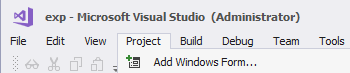 exp - Microsoft Visual Studio (Administrator)
File Edit View Project Build Debug Team Tools
Add Windows Form...